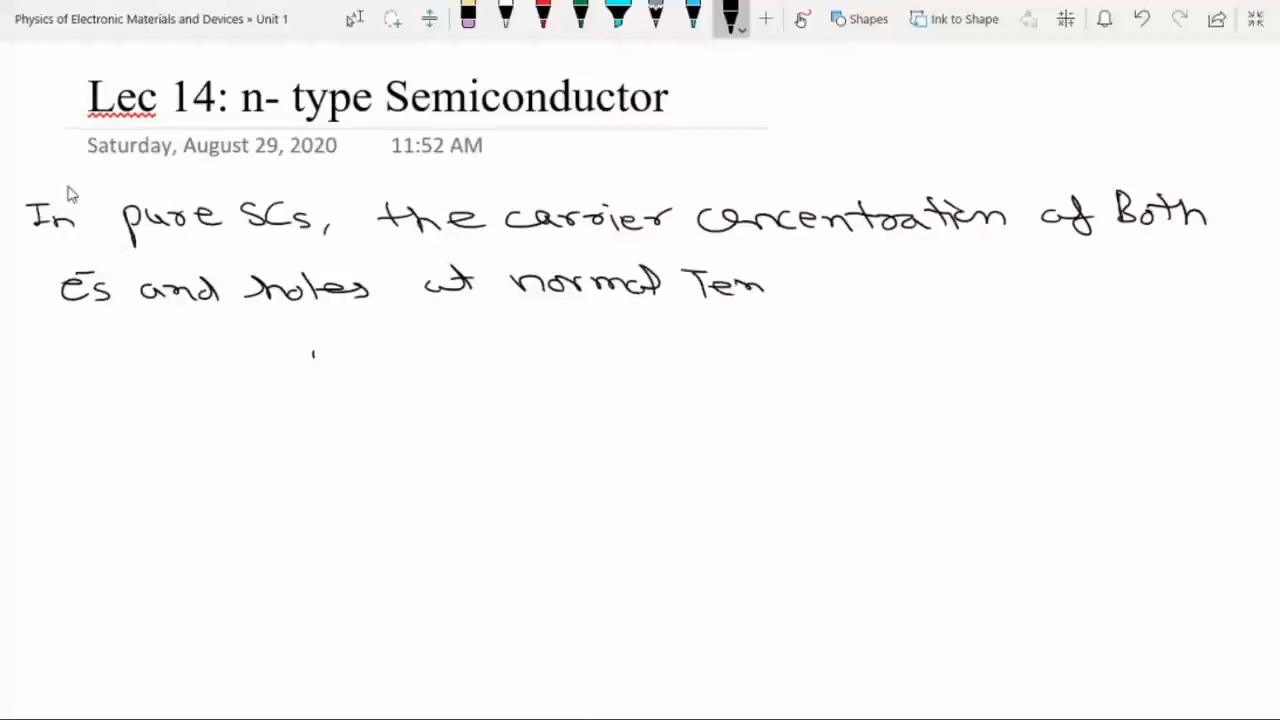 Physics of Electronic Materials and Devices » Unit 1
Shapes
Ink to Shape
Lec 14: n- type Semiconductor
Saturday, August 29, 2020 11:52 AM
In pure SCs, the carrier concentration of Both
ēs and holes at normal Tem